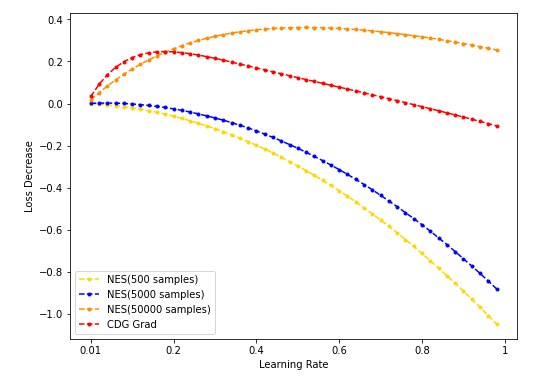 0.4
0.2
0.0
−0.2
−0.4
−0.6
−0.8
−1.0
Loss Decrease
NES(500 samples)
NES(5000 samples)
NES(50000 samples)
CDG Grad
0.01 0.2 0.4 0.6 0.8 1
Learning Rate